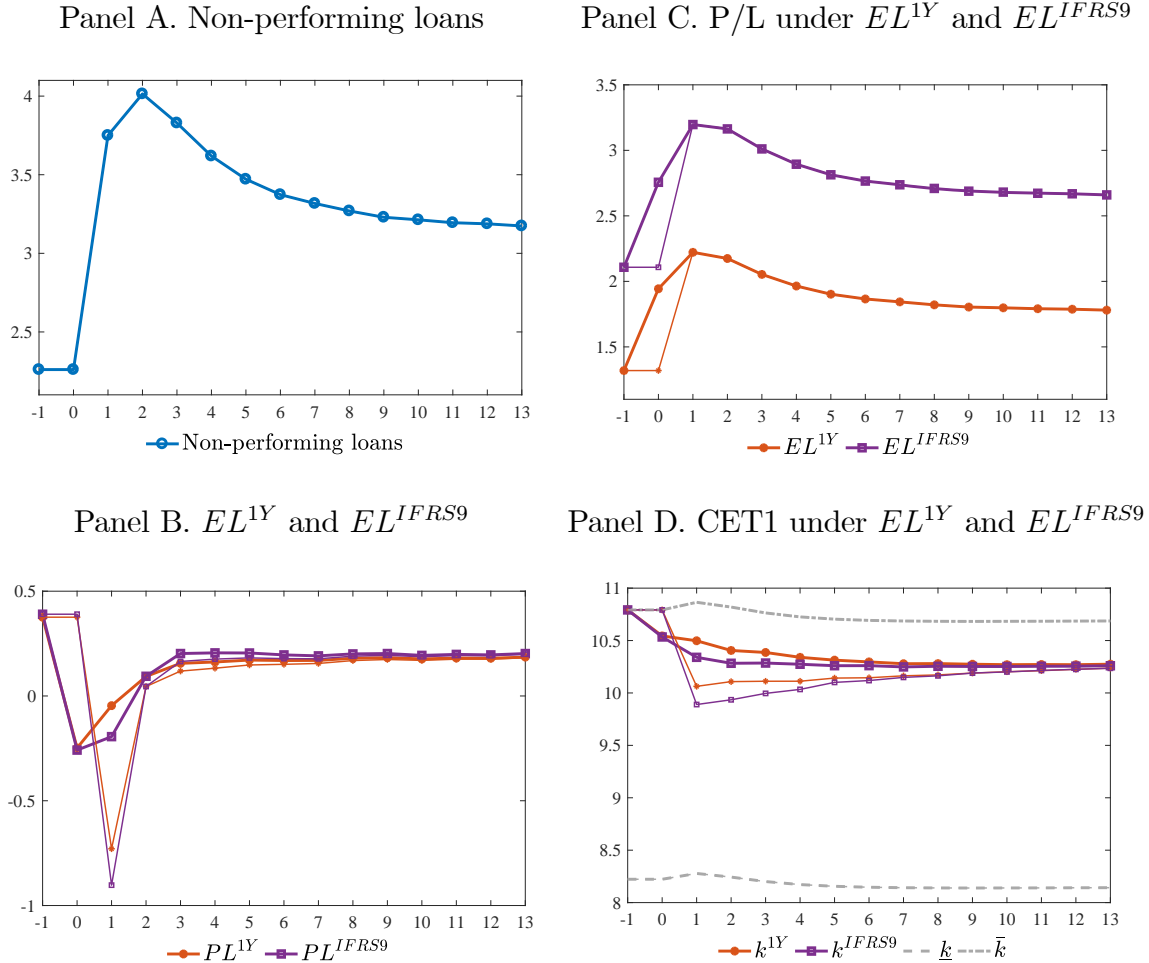 Panel A. Non-performing loans
4
3.5
3
2.5
-1 0 1 2 3 4 5 6 7 8 9 10 11 12 13
Non-performing loans
Panel C. P/L under EL^{1Y} and EL^{IFRS9}
3.5
3
2.5
2
1.5
-1 0 1 2 3 4 5 6 7 8 9 10 11 12 13
EL^{1Y} EL^{IFRS9}
Panel B. EL^{1Y} and EL^{IFRS9}
0.5
0
-0.5
-1
-1 0 1 2 3 4 5 6 7 8 9 10 11 12 13
PL^{1Y} PL^{IFRS9}
Panel D. CET1 under EL^{1Y} and EL^{IFRS9}
11
10.5
10
9.5
9
8.5
8
-1 0 1 2 3 4 5 6 7 8 9 10 11 12 13
k^{1Y} k^{IFRS9} k̲ k̄